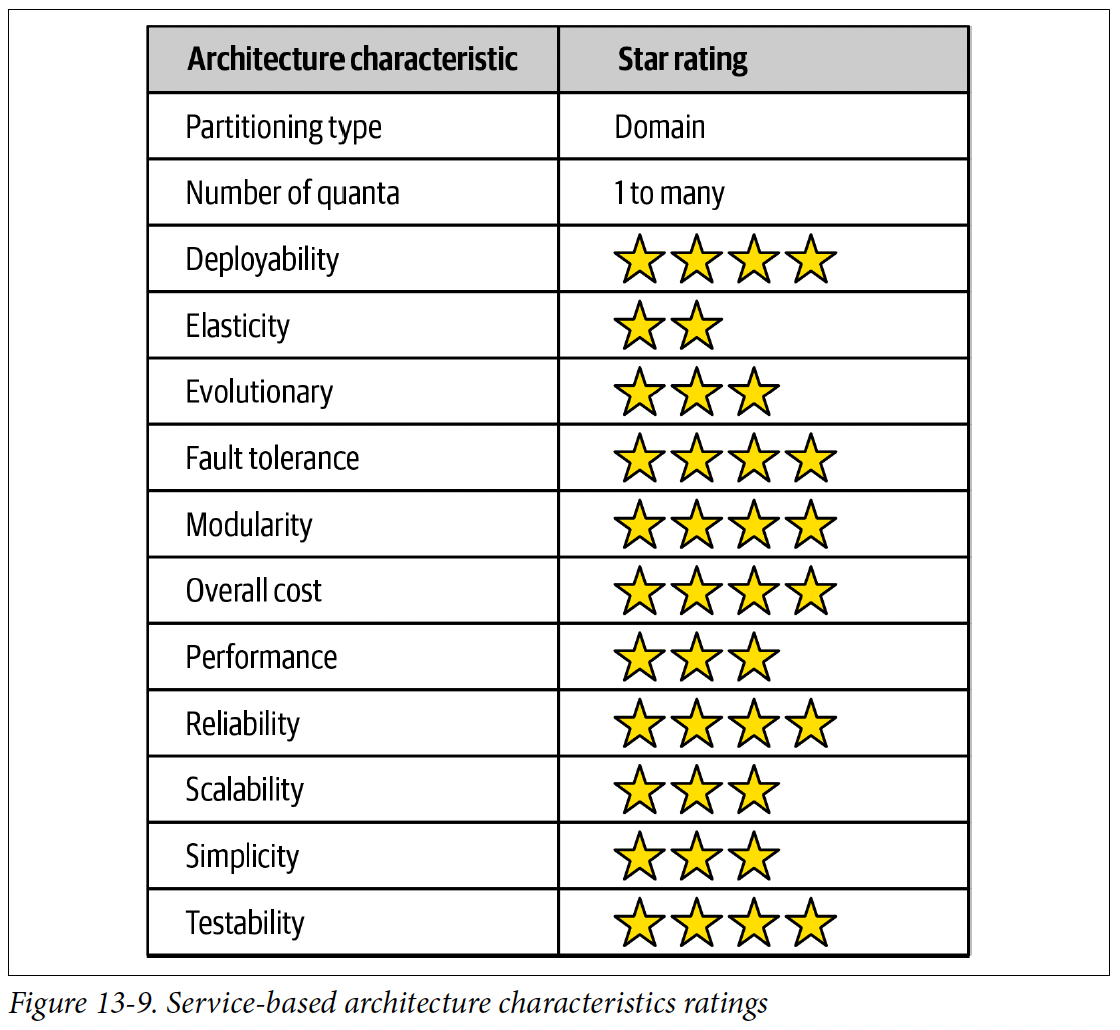 Architecture characteristic Star rating
Partitioning type Domain
Number of quanta 1 to many
Deployability
Elasticity
Evolutionary
Fault tolerance
Modularity
Overall cost
Performance
Reliability
Scalability
Simplicity
Testability
Figure 13-9. Service-based architecture characteristics ratings